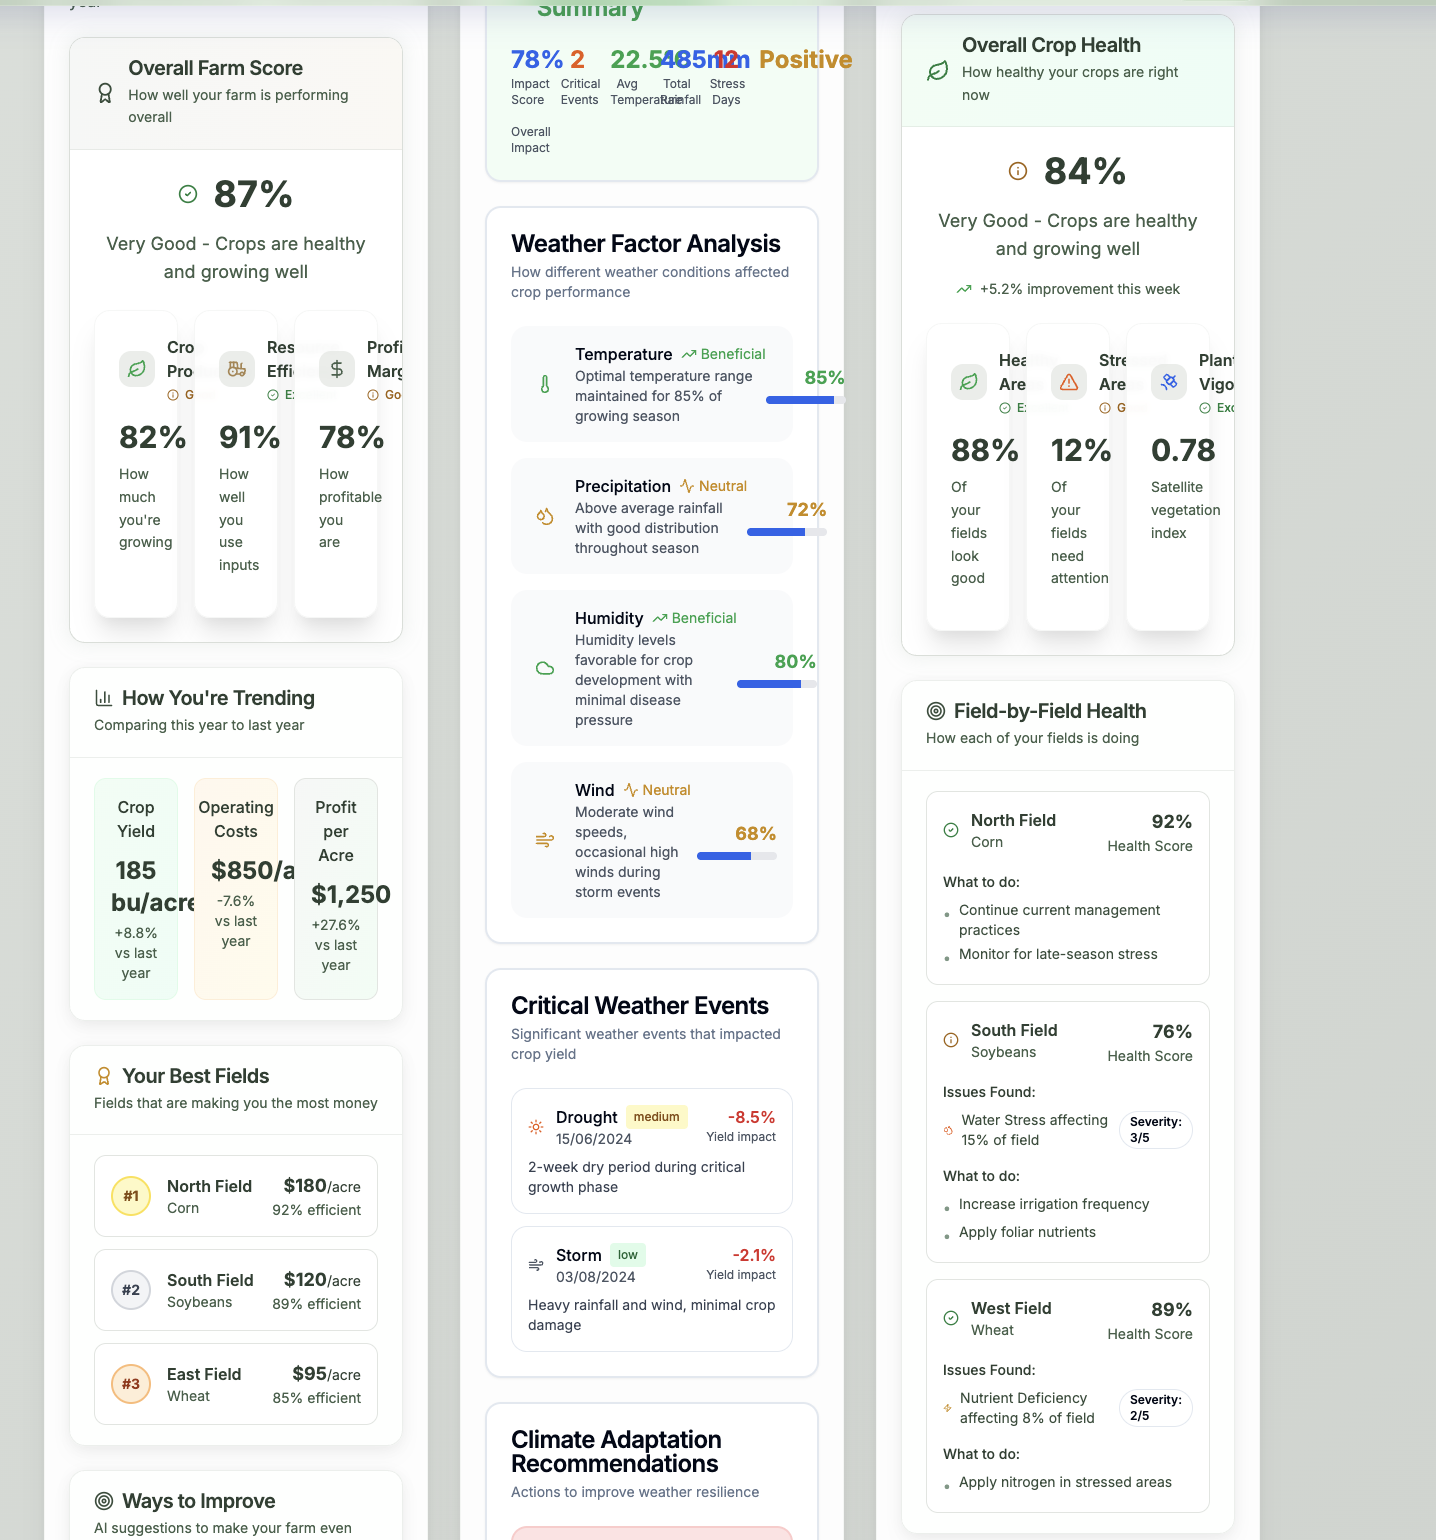 Overall Farm Score
How well your farm is performing
overall
87%
Very Good - Crops are healthy
and growing well
82%
How
much
you're
growing
91%
How
well
you
use
inputs
78%
How
profitable
you
are
How You're Trending
Comparing this year to last year
Crop
Yield
185
bu/acre
+8.8%
vs last
year
Operating
Costs
$850/a
-7.6%
vs last
year
Profit
per
Acre
$1,250
+27.6%
vs last
year
Your Best Fields
Fields that are making you the most money
#1
North Field
Corn
$180/acre
92% efficient
#2
South Field
Soybeans
$120/acre
89% efficient
#3
East Field
Wheat
$95/acre
85% efficient
Ways to Improve
AI suggestions to make your farm even
Summary
78%
Impact
Score
2
Critical
Events
Avg
Temperature
485mm
Total
Rainfall
12
Stress
Days
Positive
Overall
Impact
Weather Factor Analysis
How different weather conditions affected
crop performance
Temperature Beneficial
Optimal temperature range
maintained for 85% of
growing season
85%
Precipitation Neutral
Above average rainfall
with good distribution
throughout season
72%
Humidity Beneficial
Humidity levels
favorable for crop
development with
minimal disease
pressure
80%
Wind Neutral
Moderate wind
speeds,
occasional high
winds during
storm events
68%
Critical Weather Events
Significant weather events that impacted
crop yield
Drought medium
15/06/2024
-8.5%
Yield impact
2-week dry period during critical
growth phase
Storm low
03/08/2024
-2.1%
Yield impact
Heavy rainfall and wind, minimal crop
damage
Climate Adaptation
Recommendations
Actions to improve weather resilience
Overall Crop Health
How healthy your crops are right
now
84%
Very Good - Crops are healthy
and growing well
+5.2% improvement this week
88%
Of
your
fields
look
good
12%
Of
your
fields
need
attention
Plant
Vigo
Exc
0.78
Satellite
vegetation
index
Field-by-Field Health
How each of your fields is doing
North Field
Corn
92%
Health Score
What to do:
• Continue current management
practices
• Monitor for late-season stress
South Field
Soybeans
76%
Health Score
Issues Found:
Water Stress affecting
15% of field
Severity:
3/5
What to do:
• Increase irrigation frequency
• Apply foliar nutrients
West Field
Wheat
89%
Health Score
Issues Found:
Nutrient Deficiency
affecting 8% of field
Severity:
2/5
What to do:
• Apply nitrogen in stressed areas